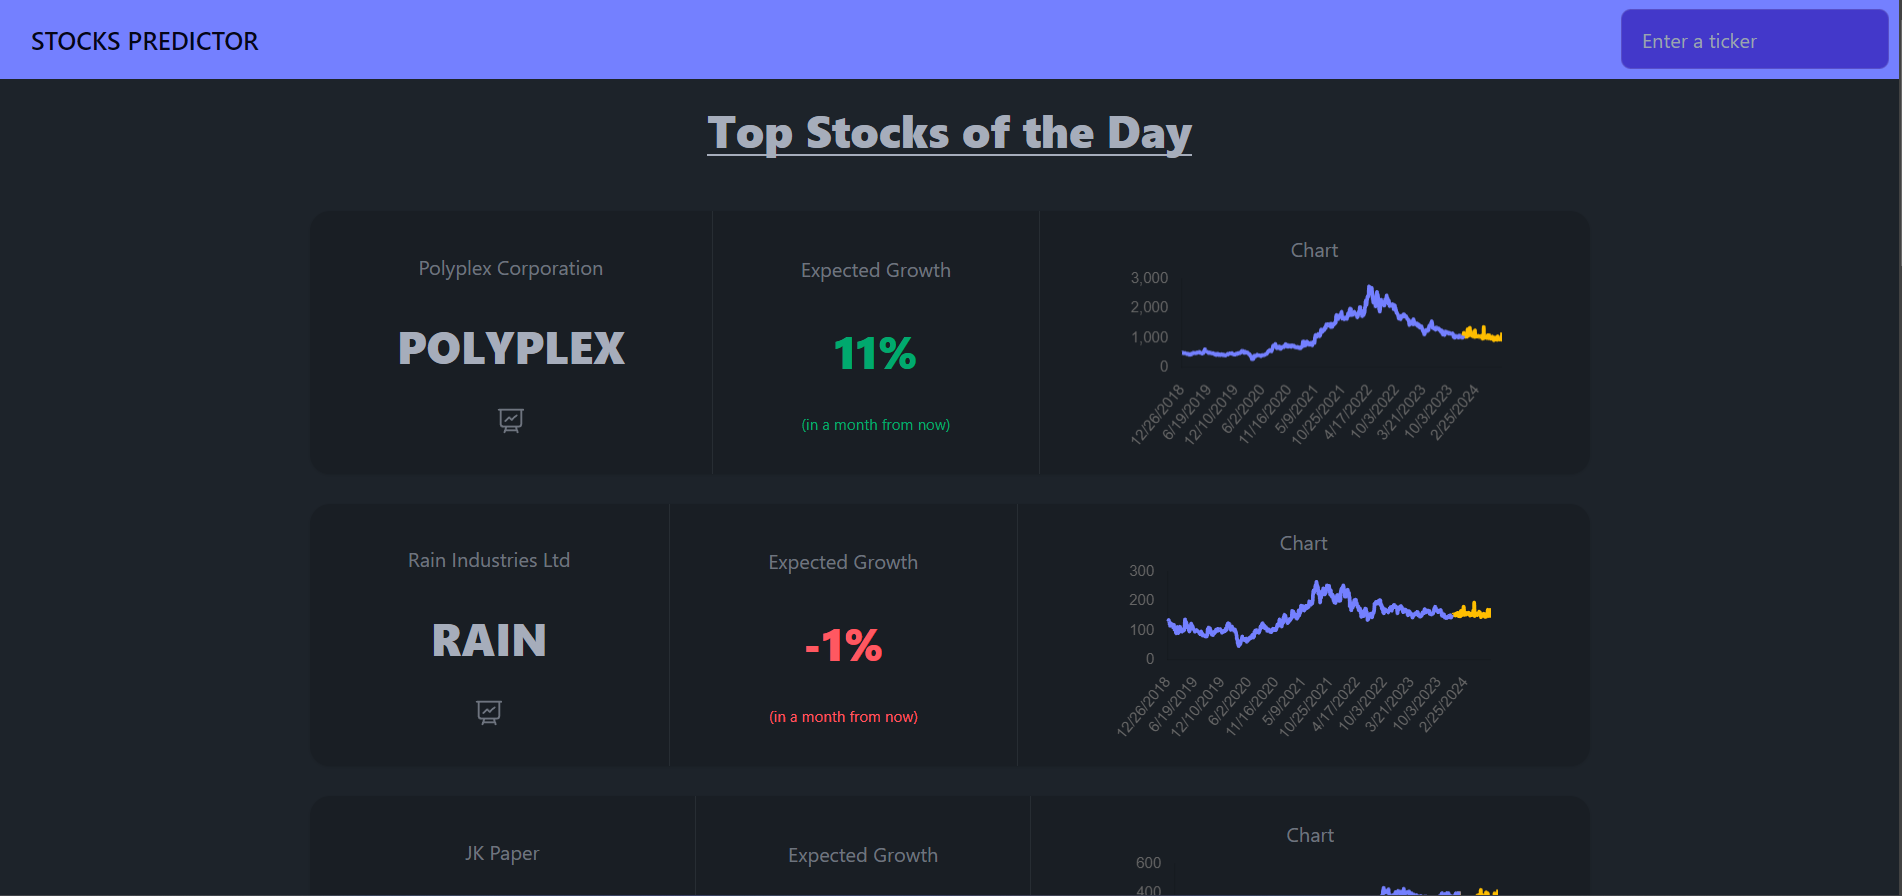 STOCKS PREDICTOR
Enter a ticker
Top Stocks of the Day
Polyplex Corporation
POLYPLEX
Expected Growth
11%
(in a month from now)
Chart
3,000
2,000
1,000
0
12/26/2018
6/19/2019
12/10/2019
6/2/2020
11/16/2020
5/9/2021
10/25/2021
4/17/2022
10/3/2022
3/21/2023
10/3/2023
2/25/2024
Rain Industries Ltd
RAIN
Expected Growth
-1%
(in a month from now)
Chart
300
200
100
0
12/26/2018
6/19/2019
12/10/2019
6/2/2020
11/16/2020
5/9/2021
10/25/2021
4/17/2022
10/3/2022
3/21/2023
10/3/2023
2/25/2024
JK Paper
Expected Growth
Chart
600
400